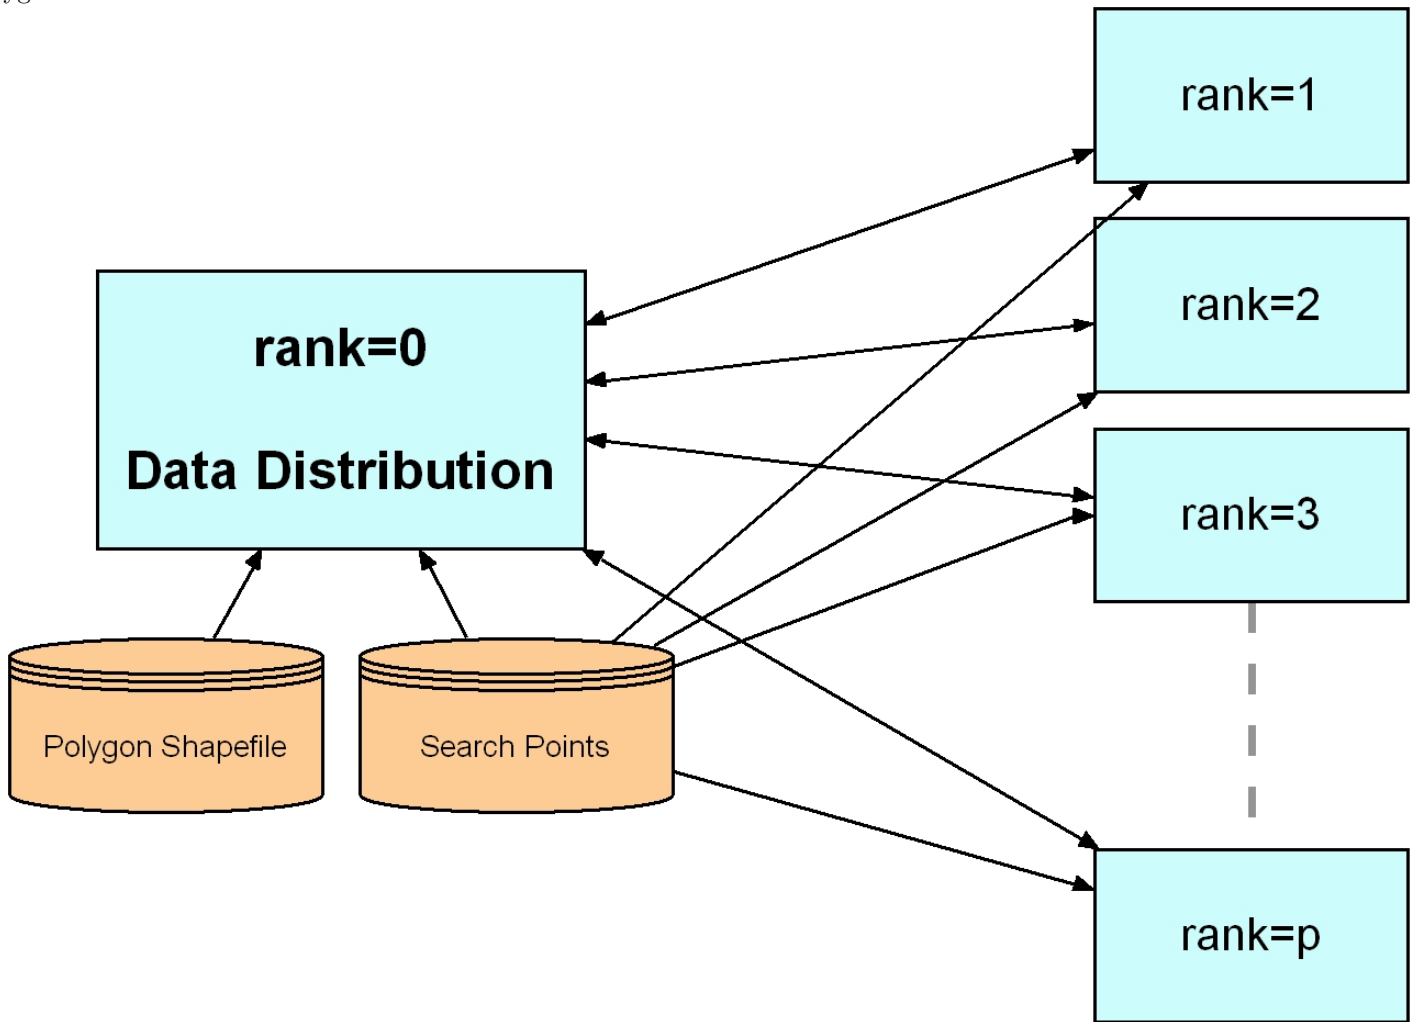 rank=1
rank=2
rank=0
Data Distribution
rank=3
Polygon Shapefile
Search Points
rank=p